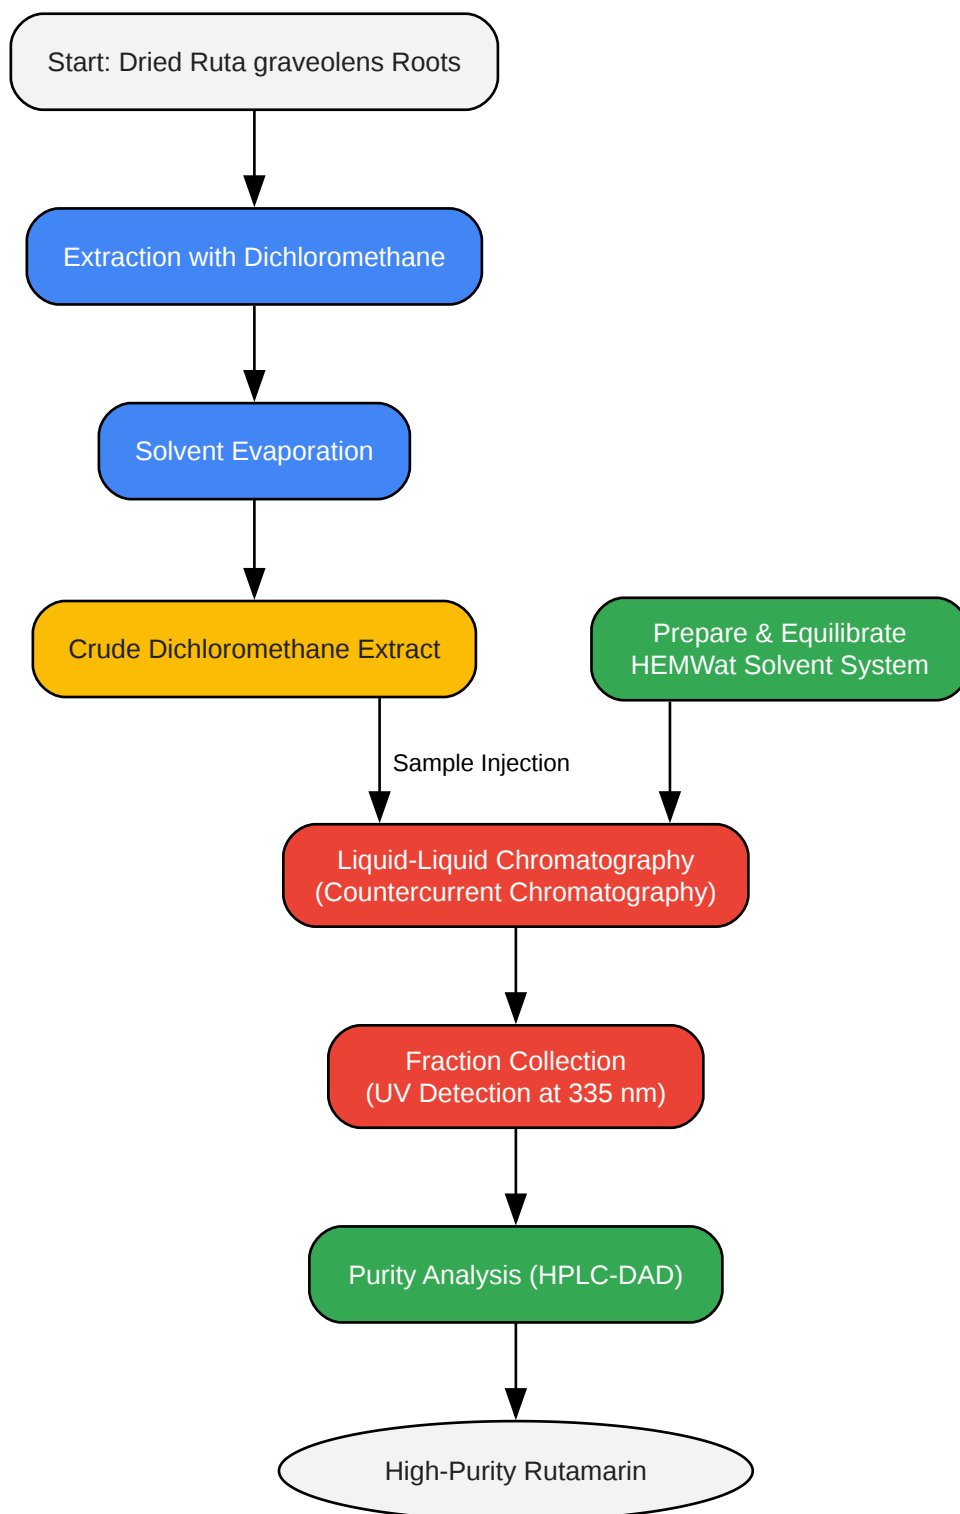 Start: Dried Ruta graveolens Roots
Extraction with Dichloromethane
Solvent Evaporation
Crude Dichloromethane Extract
Prepare & Equilibrate
HEMWat Solvent System
Sample Injection
Liquid-Liquid Chromatography
(Countercurrent Chromatography)
Fraction Collection
(UV Detection at 335 nm)
Purity Analysis (HPLC-DAD)
High-Purity Rutamarin